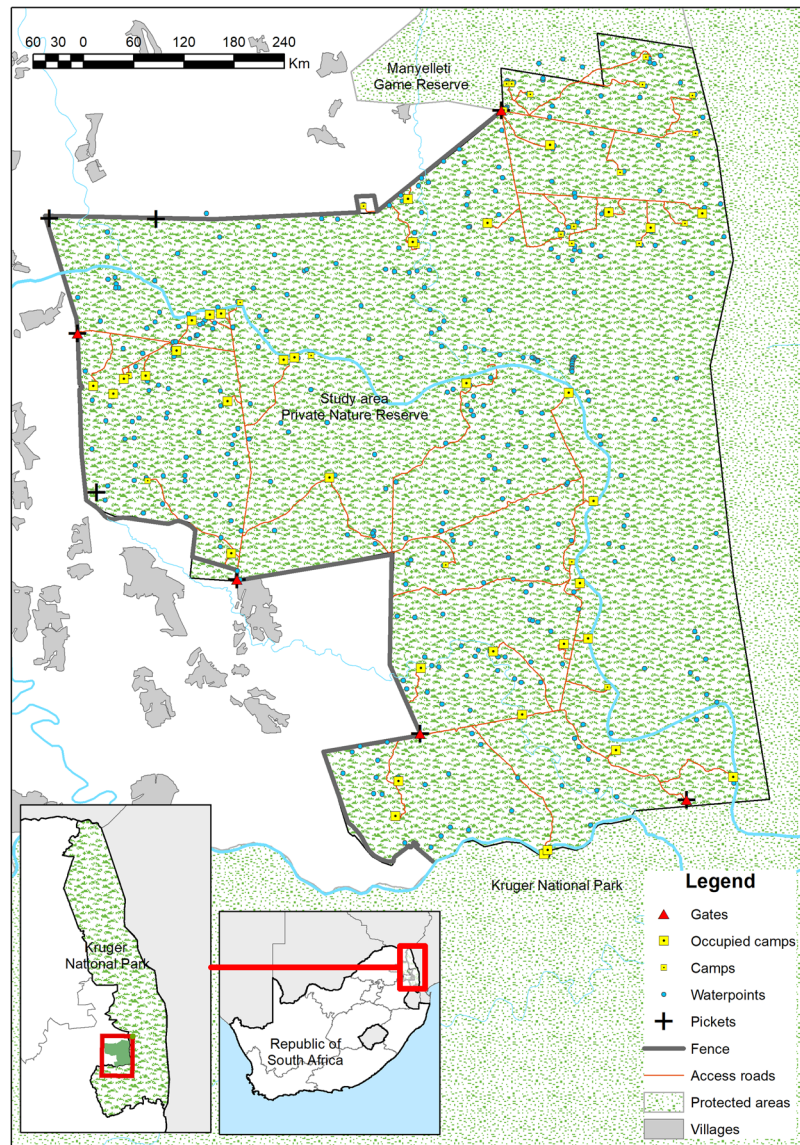 60 30 0 60 120 180 240
Km
Manyelleti
Game Reserve
Study area
Private Nature Reserve
Kruger National Park
Kruger
National Park
Republic of
South Africa
Legend
Gates
Occupied camps
Camps
Waterpoints
Pickets
Fence
Access roads
Protected areas
Villages